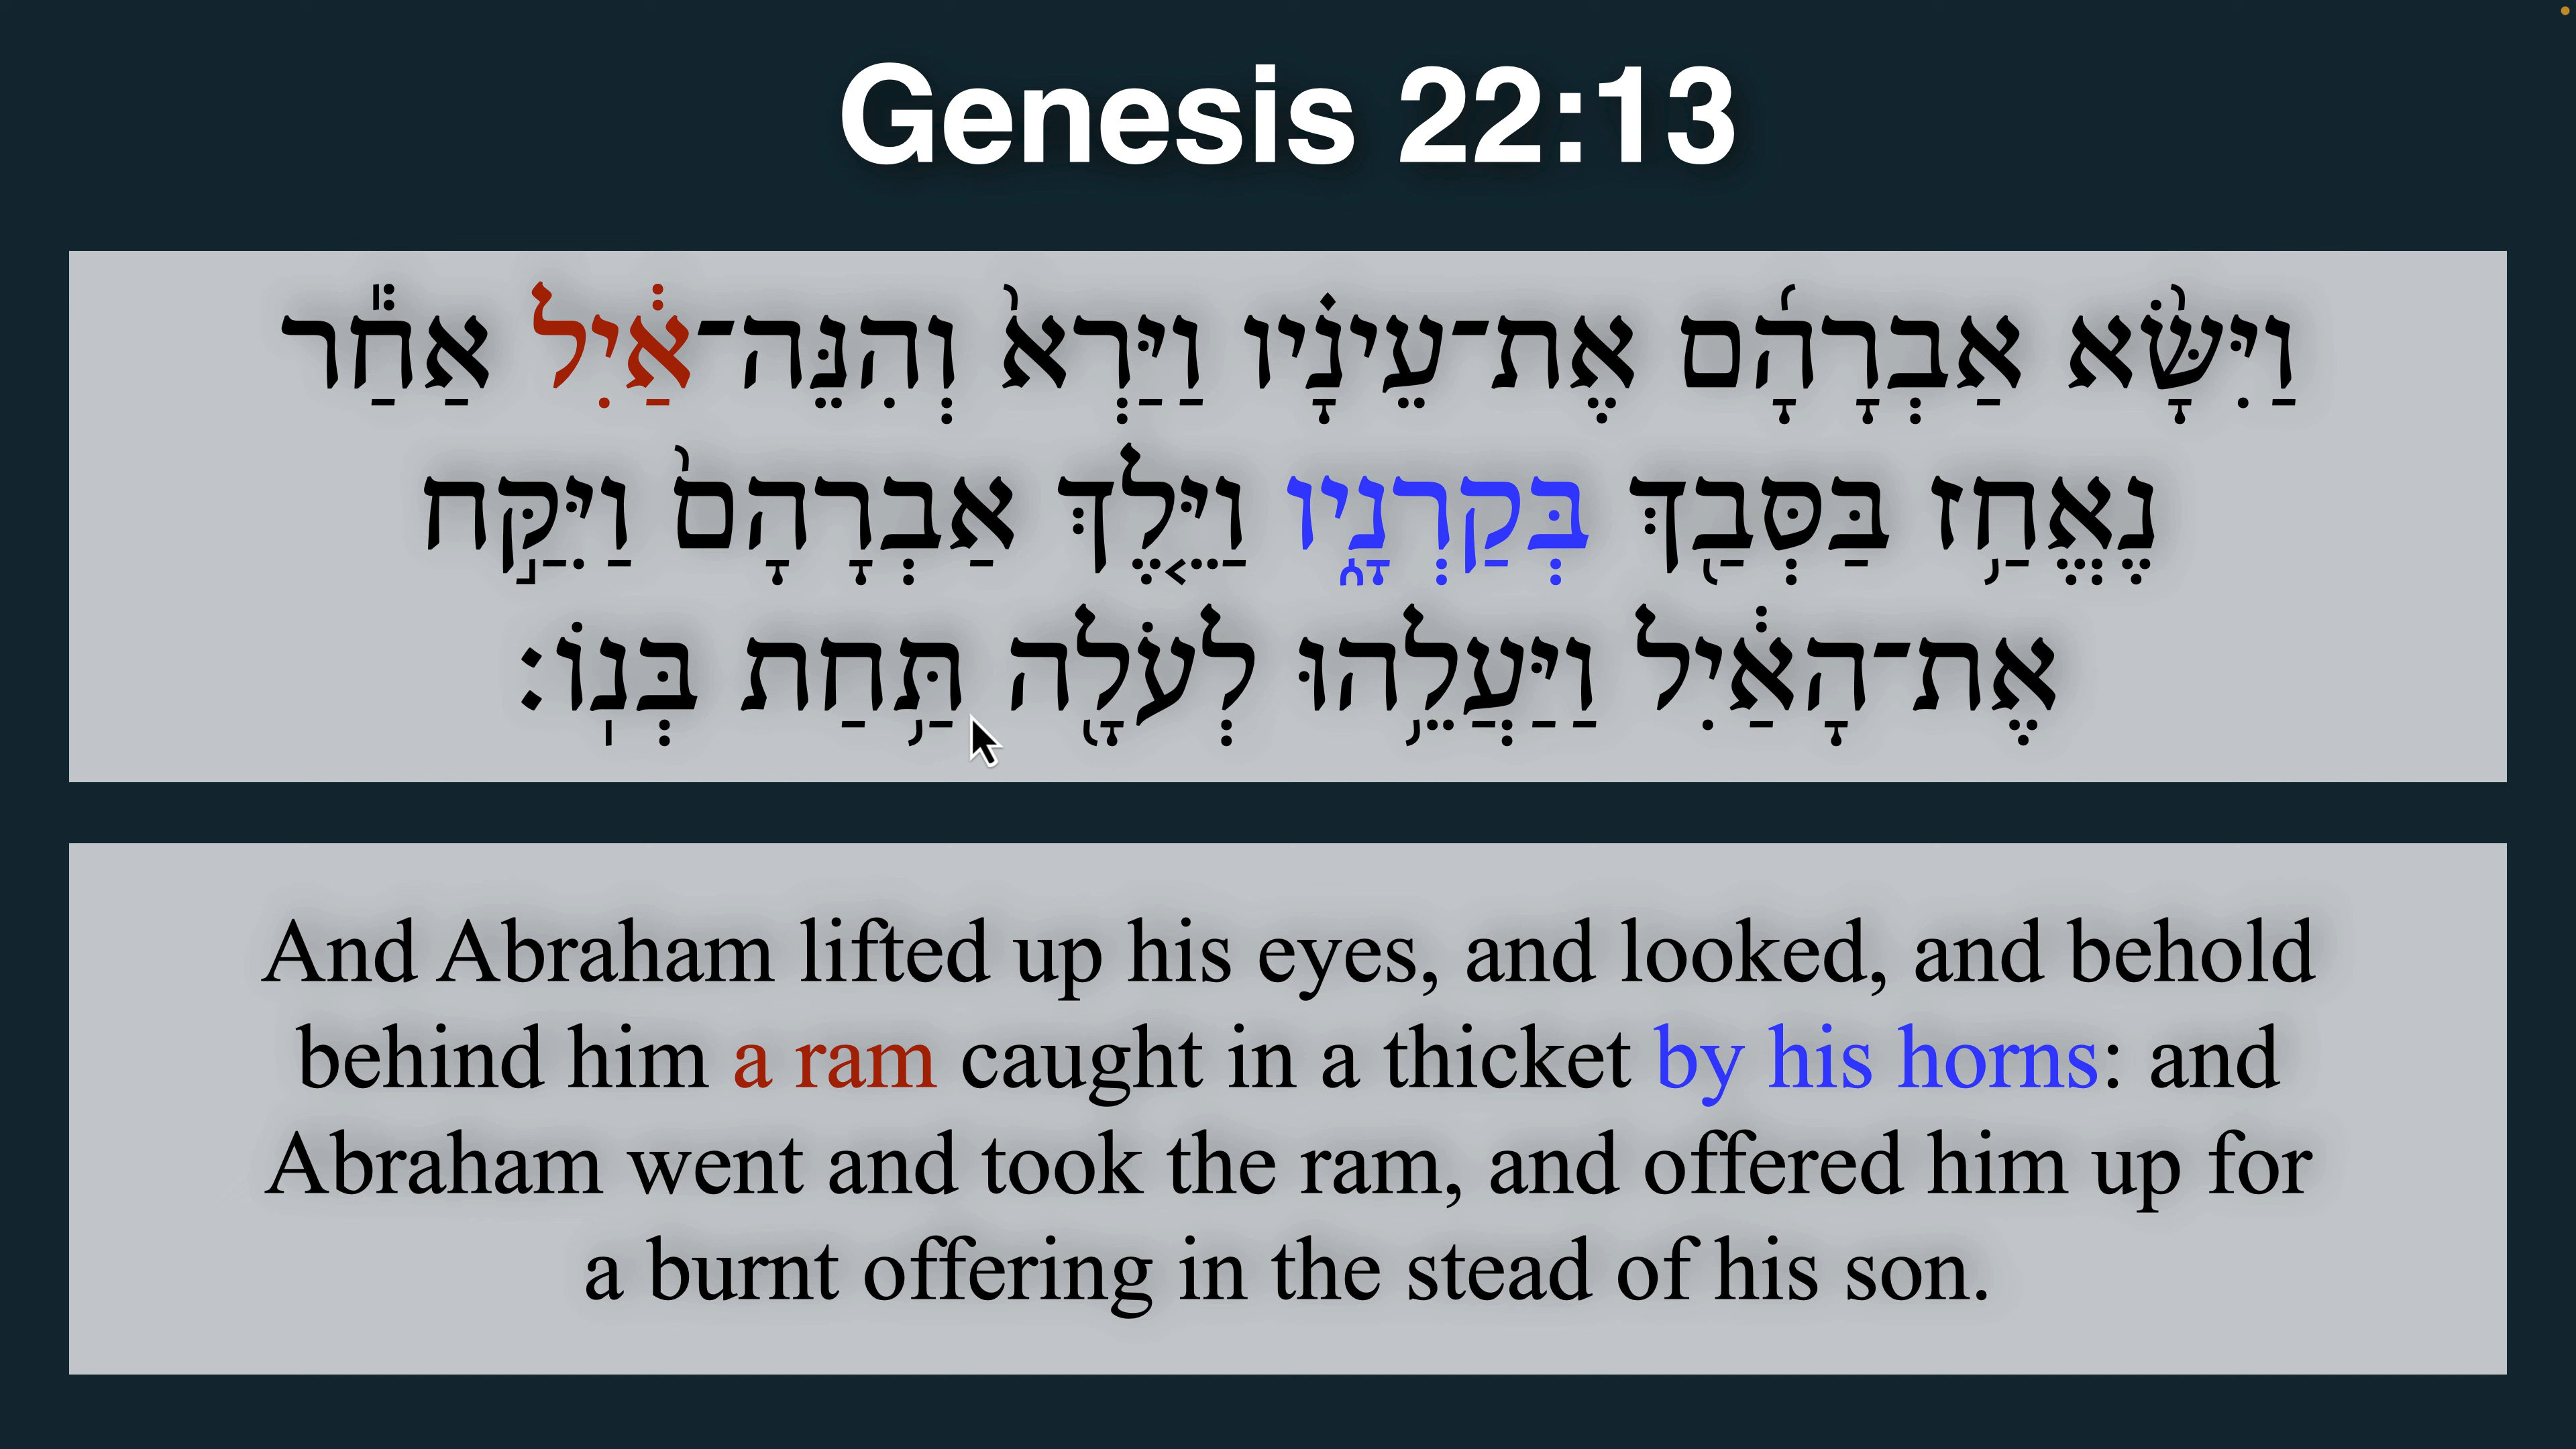 Genesis 22:13
וַיִּשָּׂ֨א אַבְרָהָ֜ם אֶת־עֵינָ֗יו וַיַּרְא֙ וְהִנֵּה־אַ֔יִל אַחַ֕ר
נֶאֱחַ֥ז בַּסְּבַ֖ךְ בְּקַרְנָ֑יו וַיֵּ֤לֶךְ אַבְרָהָם֙ וַיִּקַּ֣ח
אֶת־הָאַ֔יִל וַיַּעֲלֵ֥הוּ לְעֹלָ֖ה תַּ֥חַת בְּנֽוֹ׃
And Abraham lifted up his eyes, and looked, and behold
behind him a ram caught in a thicket by his horns: and
Abraham went and took the ram, and offered him up for
a burnt offering in the stead of his son.